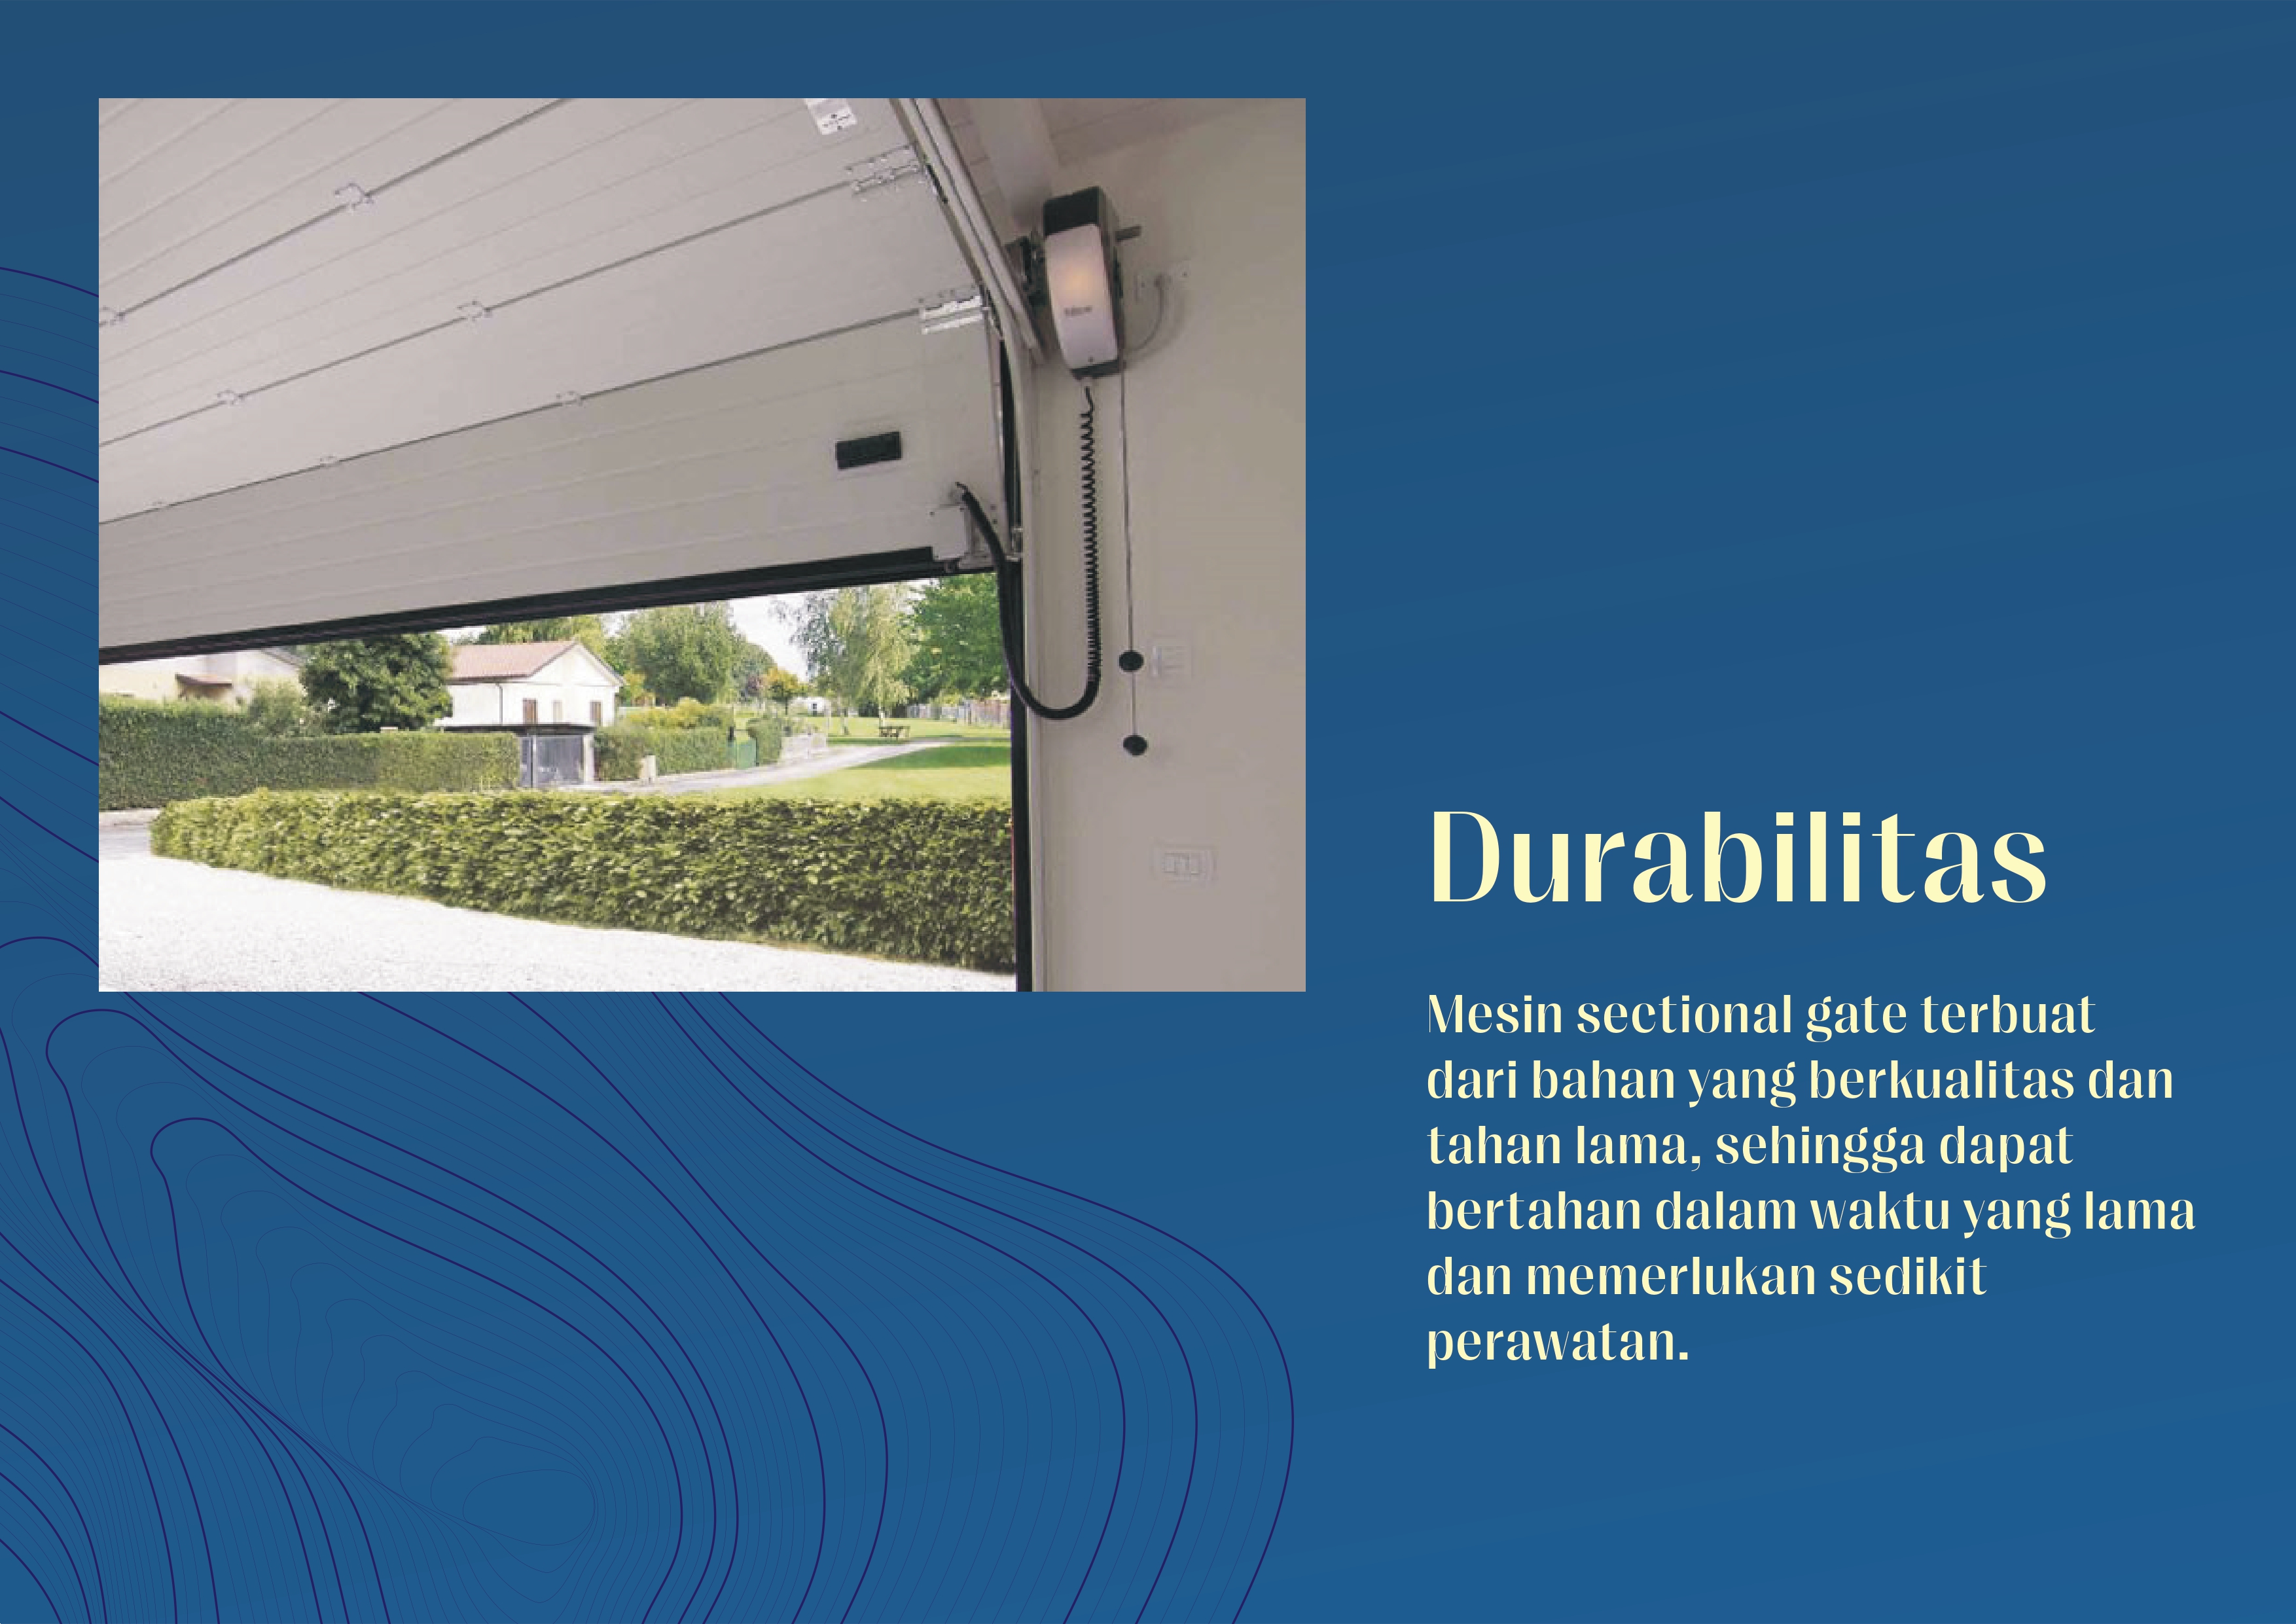 Durabilitas
Mesin sectional gate terbuat
dari bahan yang berkualitas dan
tahan lama, sehingga dapat
bertahan dalam waktu yang lama
dan memerlukan sedikit
perawatan.